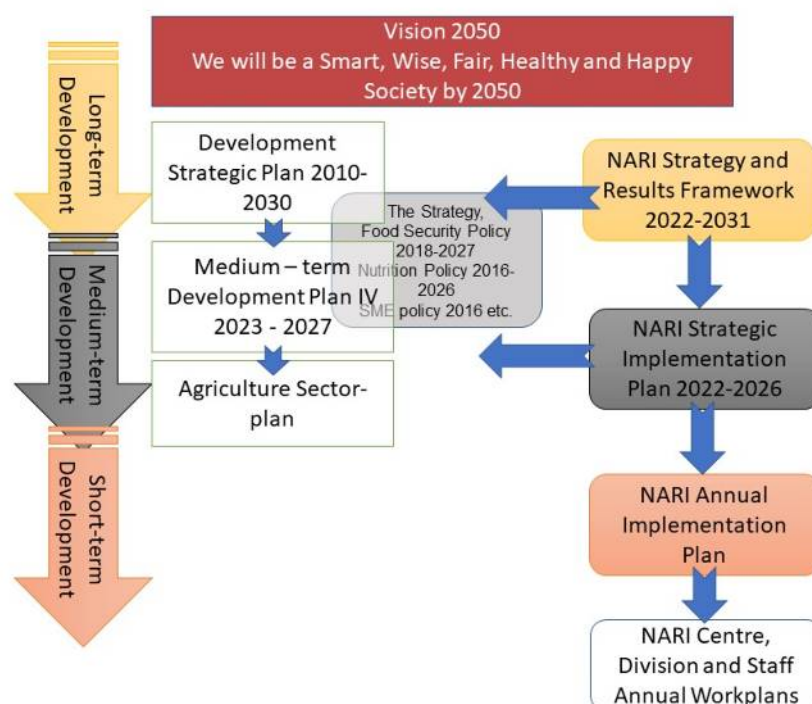 Vision 2050
We will be a Smart, Wise, Fair, Healthy and Happy
Society by 2050
Long-term
Development
Medium-term
Development
Short-term
Development
Development
Strategic Plan 2010-
2030
Medium – term
Development Plan IV
2023 - 2027
Agriculture Sector-
plan
The Strategy,
Food Security Policy
2018-2027
Nutrition Policy 2016-
2026
SME policy 2016 etc.
NARI Strategy and
Results Framework
2022-2031
NARI Strategic
Implementation
Plan 2022-2026
NARI Annual
Implementation
Plan
NARI Centre,
Division and Staff
Annual Workplans